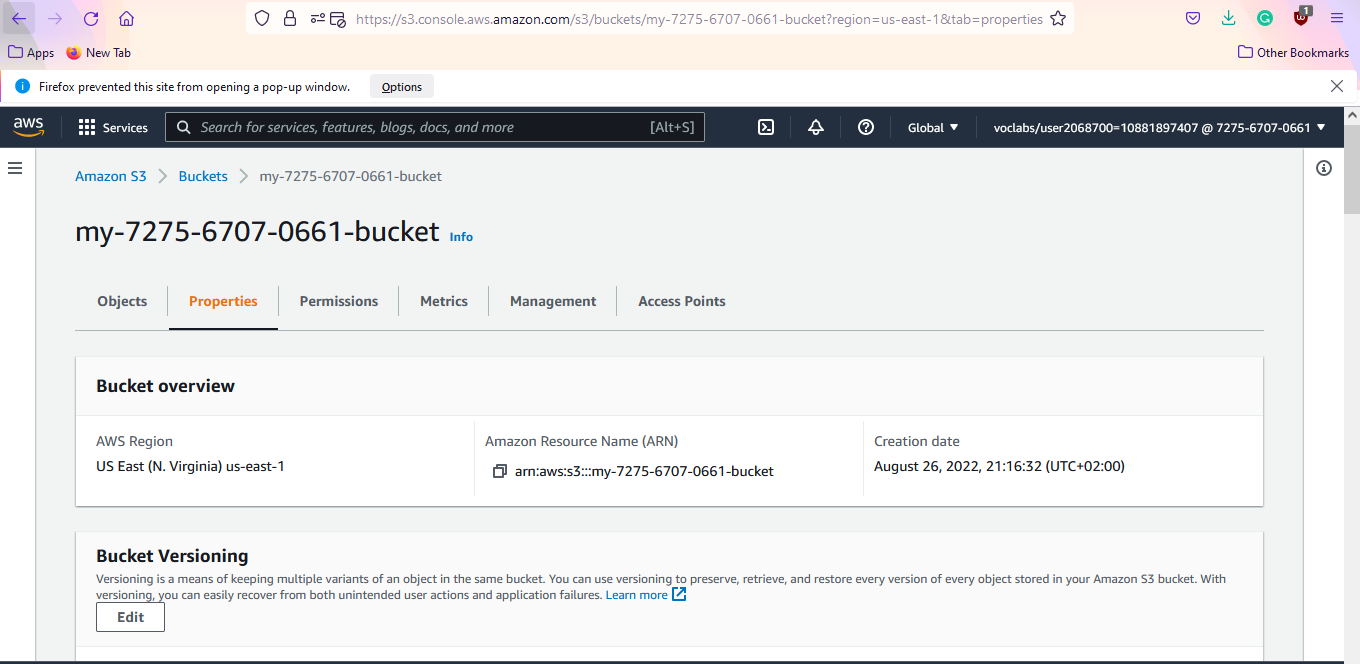 https://s3.console.aws.amazon.com/s3/buckets/my-7275-6707-0661-bucket?region=us-east-1&tab=properties
1
Apps New Tab Other Bookmarks
Firefox prevented this site from opening a pop-up window. Options
aws Services Search for services, features, blogs, docs, and more [Alt+S] Global voclabs/user2068700=10881897407 @ 7275-6707-0661
Amazon S3 Buckets my-7275-6707-0661-bucket
my-7275-6707-0661-bucket Info
Objects Properties Permissions Metrics Management Access Points
Bucket overview
AWS Region Amazon Resource Name (ARN) Creation date
US East (N. Virginia) us-east-1 arn:aws:s3:::my-7275-6707-0661-bucket August 26, 2022, 21:16:32 (UTC+02:00)
Bucket Versioning
Versioning is a means of keeping multiple variants of an object in the same bucket. You can use versioning to preserve, retrieve, and restore every version of every object stored in your Amazon S3 bucket. With
versioning, you can easily recover from both unintended user actions and application failures. Learn more
Edit